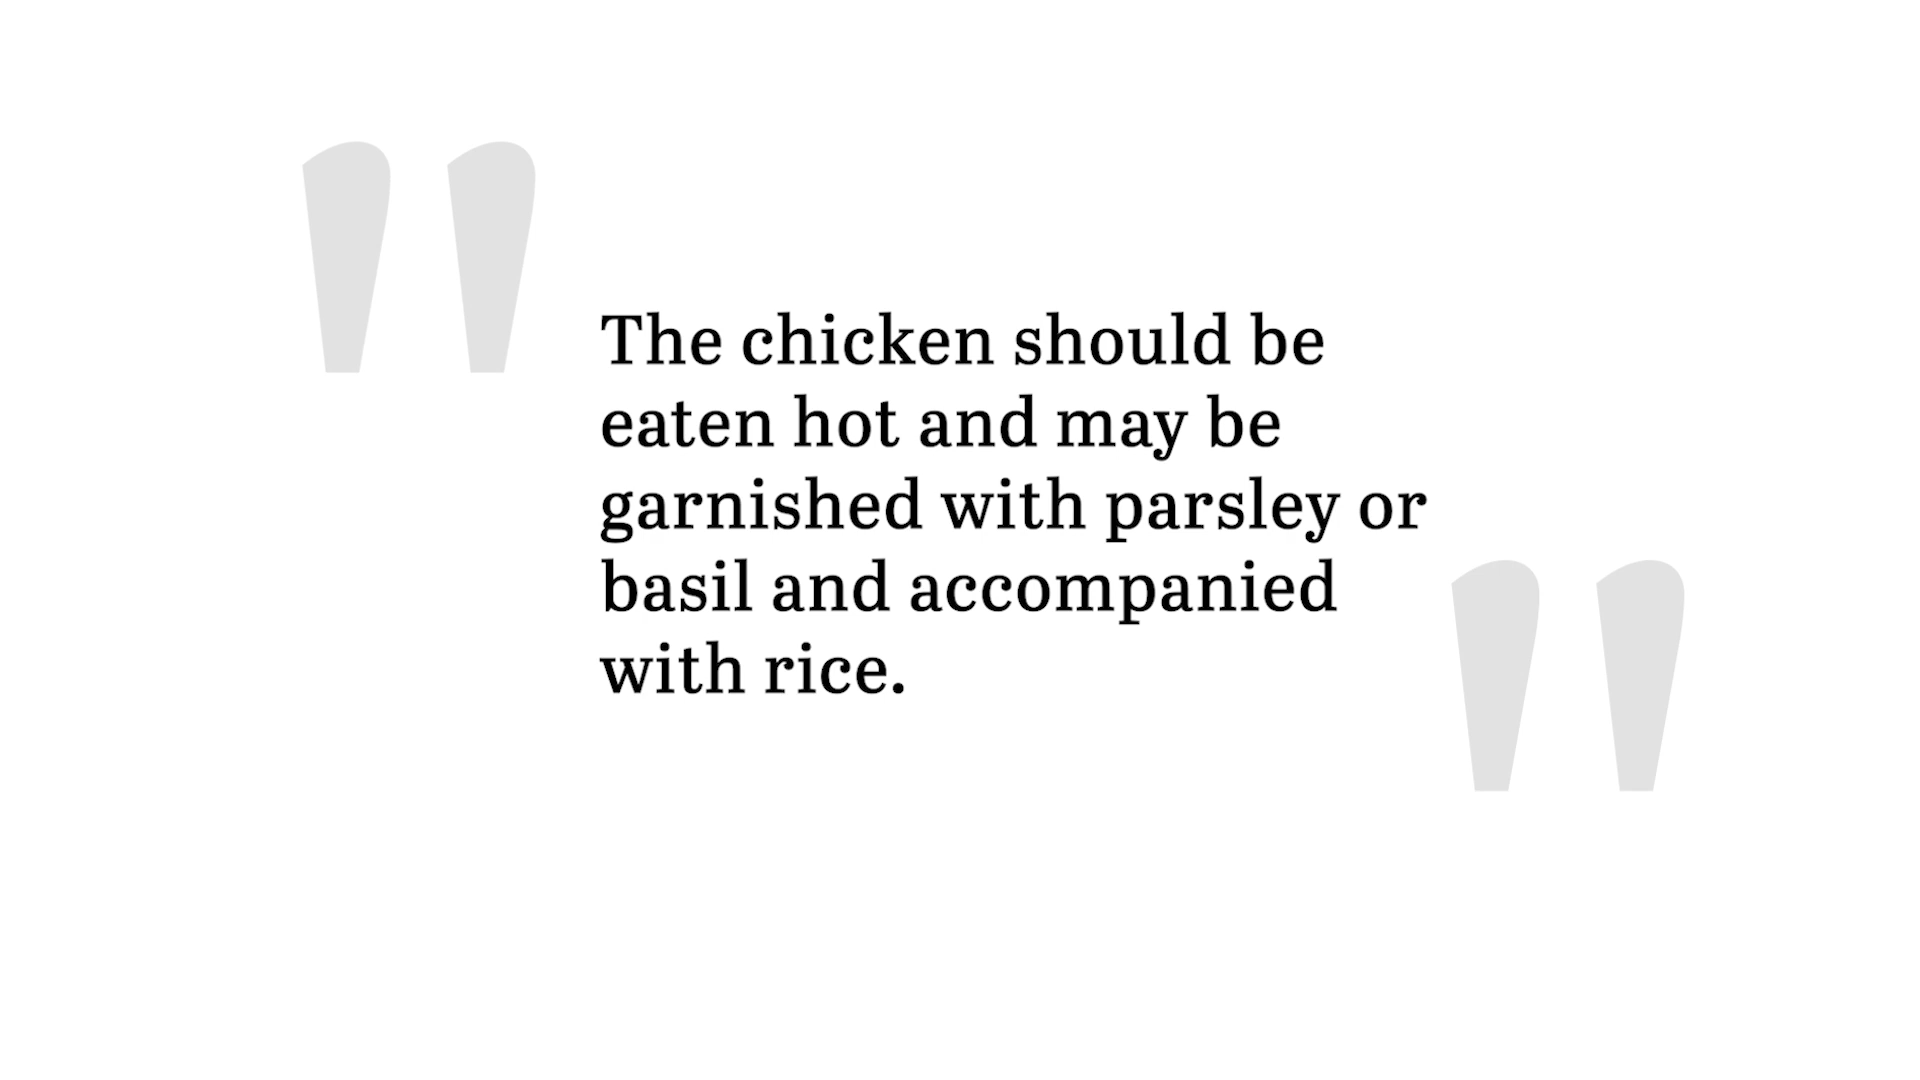 The chicken should be
eaten hot and may be
garnished with parsley or
basil and accompanied
with rice.